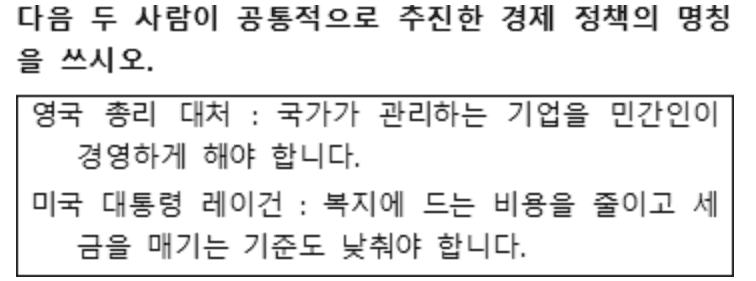 다음 두 사람이 공통적으로 추진한 경제 정책의 명칭
을 쓰시오.
영국 총리 대처 : 국가가 관리하는 기업을 민간인이
경영하게 해야 합니다.
미국 대통령 레이건 : 복지에 드는 비용을 줄이고 세
금을 매기는 기준도 낮춰야 합니다.